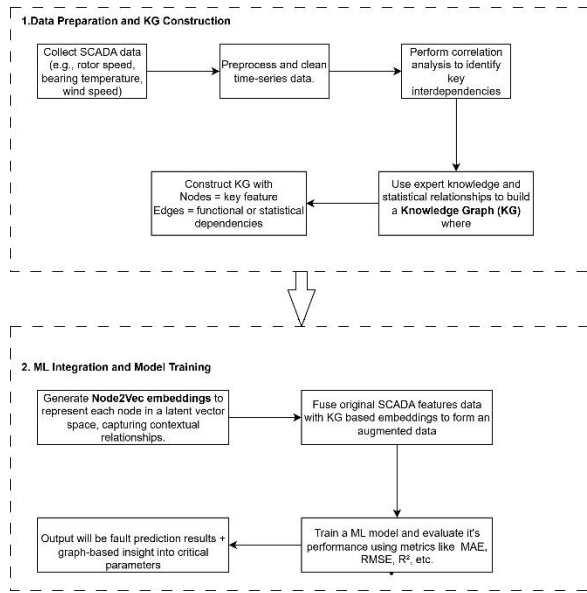 1.Data Preparation and KG Construction
Collect SCADA data
(e.g., rotor speed,
bearing temperature,
wind speed)
Preprocess and clean
time-series data.
Perform correlation
analysis to identify
key
interdependencies
Construct KG with
Nodes = key feature
Edges = functional or statistical
dependencies
Use expert knowledge and
statistical relationships to build
a Knowledge Graph (KG)
where
2. ML Integration and Model Training
Generate Node2Vec embeddings to
represent each node in a latent vector
space, capturing contextual
relationships.
Fuse original SCADA features data
with KG based embeddings to form an
augmented data
Output will be fault prediction results +
graph-based insight into critical
parameters
Train a ML model and evaluate it's
performance using metrics like MAE,
RMSE, R², etc.